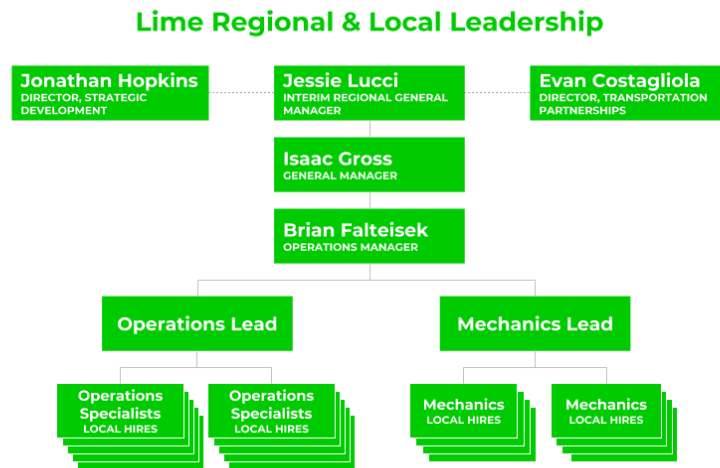 Lime Regional & Local Leadership
Jonathan Hopkins
DIRECTOR, STRATEGIC
DEVELOPMENT
Jessie Lucci
INTERIM REGIONAL GENERAL
MANAGER
Evan Costagliola
DIRECTOR, TRANSPORTATION
PARTNERSHIPS
Isaac Gross
GENERAL MANAGER
Brian Falteisek
OPERATIONS MANAGER
Operations Lead
Mechanics Lead
Operations
Specialists
LOCAL HIRES
Operations
Specialists
LOCAL HIRES
Mechanics
LOCAL HIRES
Mechanics
LOCAL HIRES